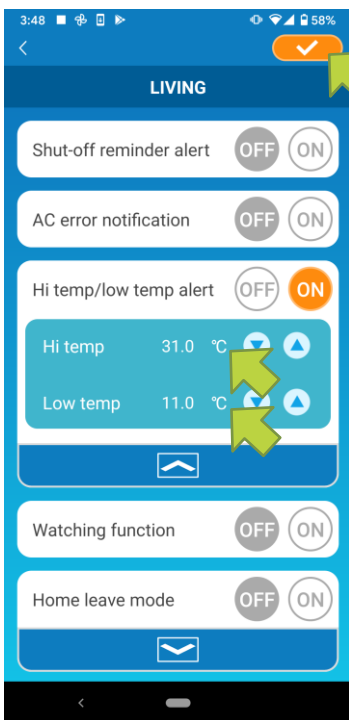 3:48 58%
LIVING
Shut-off reminder alert OFF ON
AC error notification OFF ON
Hi temp/low temp alert OFF ON
Hi temp 31.0 ℃
Low temp 11.0 ℃
Watching function OFF ON
Home leave mode OFF ON